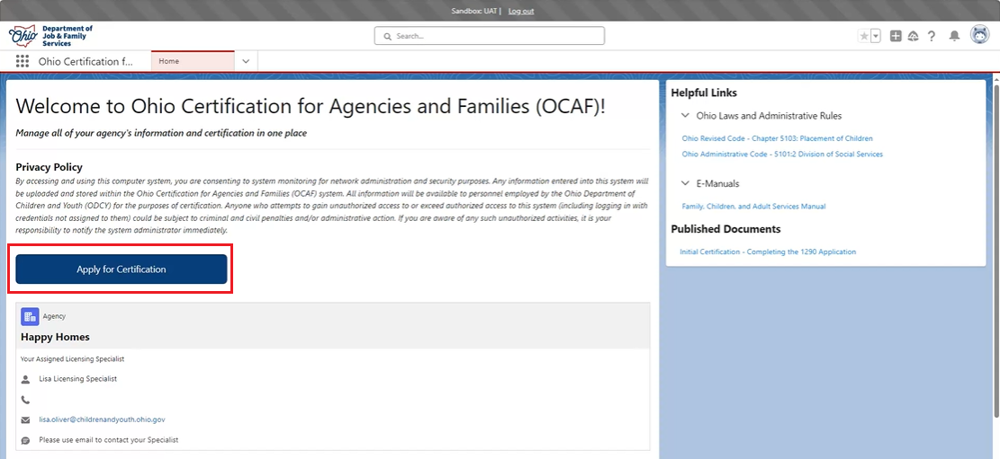 Sandbox: UAT | Log out
Ohio
Department of
Job & Family
Services
Search...
Ohio Certification f...
Home
Welcome to Ohio Certification for Agencies and Families (OCAF)!
Manage all of your agency's information and certification in one place
Privacy Policy
By accessing and using this computer system, you are consenting to system monitoring for network administration and security purposes. Any information entered into this system will
be uploaded and stored within the Ohio Certification for Agencies and Families (OCAF) system. All information will be available to personnel employed by the Ohio Department of
Children and Youth (ODCY) for the purposes of certification. Anyone who attempts to gain unauthorized access to or exceed authorized access to this system (including logging in with
credentials not assigned to them) could be subject to criminal and civil penalties and/or administrative action. If you are aware of any such unauthorized activities, it is your
responsibility to notify the system administrator immediately.
Apply for Certification
Agency
Happy Homes
Your Assigned Licensing Specialist
Lisa Licensing Specialist
lisa.oliver@childrenandyouth.ohio.gov
Please use email to contact your Specialist
Helpful Links
Ohio Laws and Administrative Rules
Ohio Revised Code - Chapter 5103: Placement of Children
Ohio Administrative Code - 5101:2 Division of Social Services
E-Manuals
Family, Children, and Adult Services Manual
Published Documents
Initial Certification - Completing the 1290 Application